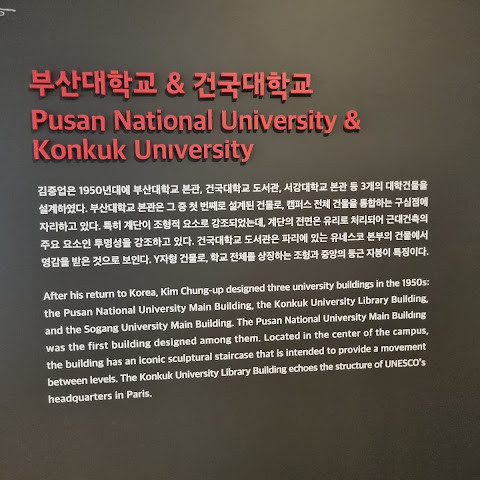 부산대학교 & 건국대학교
Pusan National University &
Konkuk University
김중업은 1950년대에 부산대학교 본관, 건국대학교 도서관, 서강대학교 본관 등 3개의 대학건물을
설계하였다. 부산대학교 본관은 그 중 첫 번째로 설계된 건물로, 캠퍼스 전체 건물을 통합하는 구심점에
자리하고 있다. 특히 계단이 조형적 요소로 강조되었는데, 계단의 전면은 유리로 처리되어 근대건축의
주요 요소인 투명성을 강조하고 있다. 건국대학교 도서관은 파리에 있는 유네스코 본부의 건물에서
영감을 받은 것으로 보인다. Y자형 건물로, 학교 전체를 상징하는 조형과 중앙의 둥근 지붕이 특징이다.
After his return to Korea, Kim Chung-up designed three university buildings in the 1950s:
the Pusan National University Main Building, the Konkuk University Library Building,
and the Sogang University Main Building. The Pusan National University Main Building
was the first building designed among them. Located in the center of the campus,
the building has an iconic sculptural staircase that is intended to provide a movement
between levels. The Konkuk University Library Building echoes the structure of UNESCO's
headquarters in Paris.